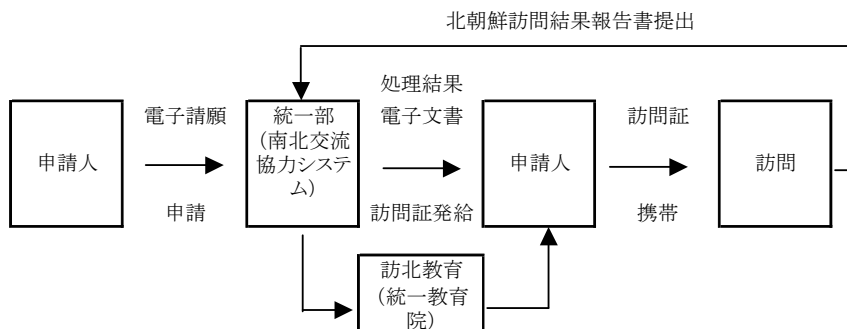 北朝鮮訪問結果報告書提出
申請人
電子請願
申請
統一部
(南北交流
協力システ
ム)
処理結果
電子文書
訪問証発給
申請人
訪問証
携帯
訪問
訪北教育
(統一教育
院)